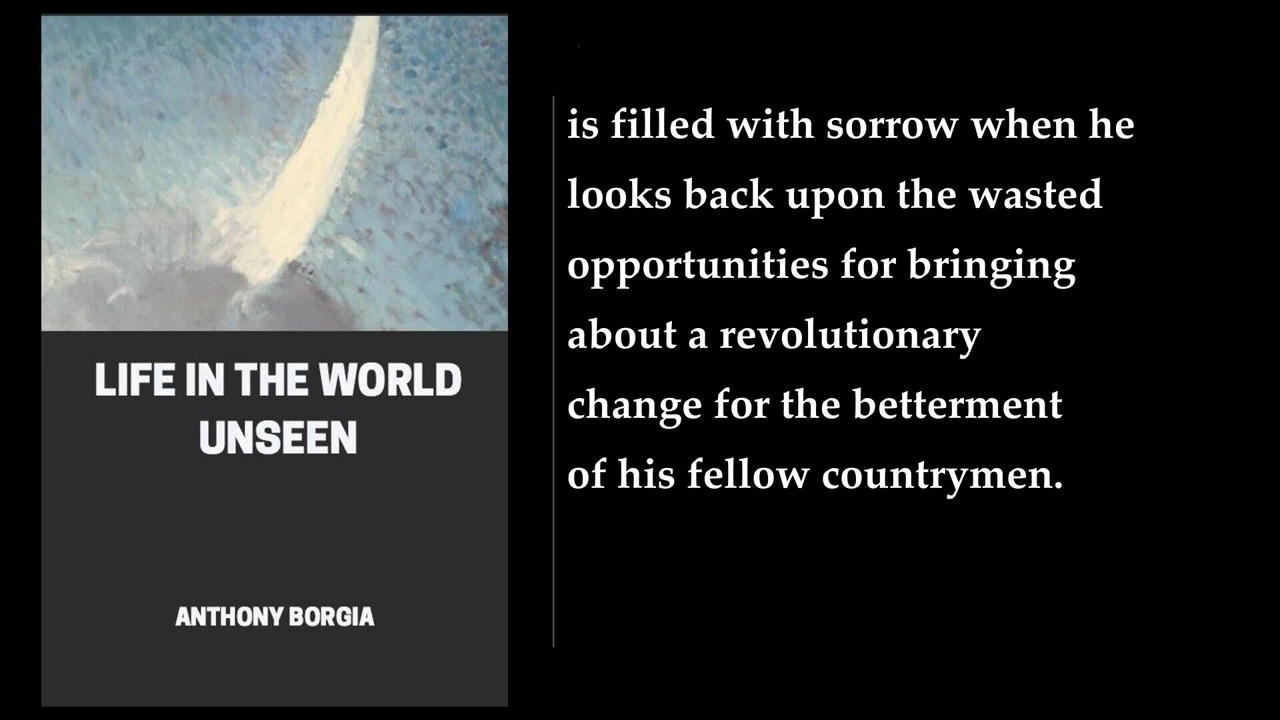 LIFE IN THE WORLD
UNSEEN
ANTHONY BORGIA
is filled with sorrow when he
looks back upon the wasted
opportunities for bringing
about a revolutionary
change for the betterment
of his fellow countrymen.